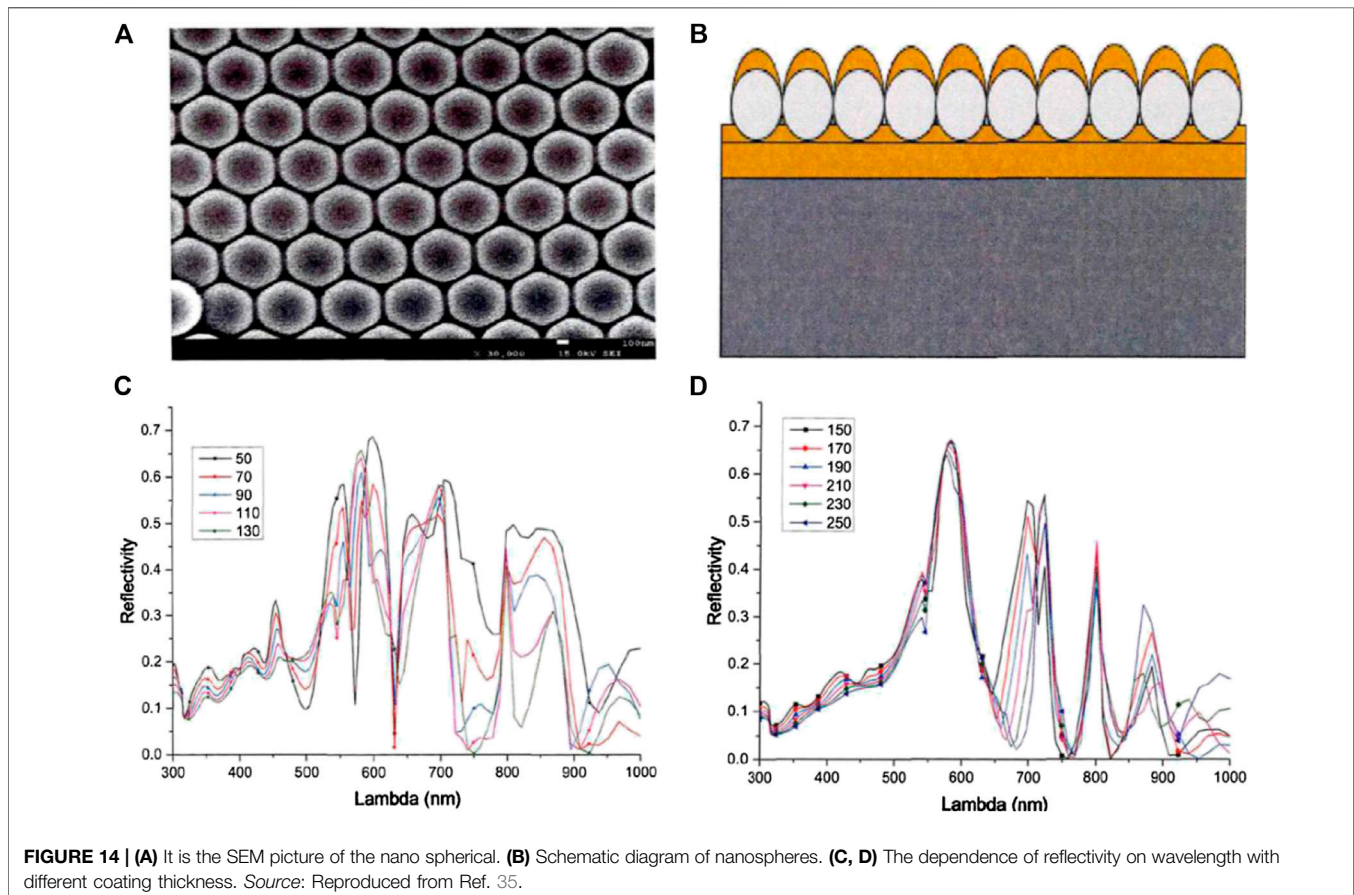 A
B
X 30,000 15 0kV SEI 100nm
C
D
50
70
90
110
130
150
170
190
210
230
250
0.7
0.6
0.5
0.4
0.3
0.2
0.1
0.0
Reflectivity
300 400 500 600 700 800 900 1000
Lambda (nm)
0.7
0.6
0.5
0.4
0.3
0.2
0.1
0.0
Reflectivity
300 400 500 600 700 800 900 1000
Lambda (nm)
FIGURE 14 | (A) It is the SEM picture of the nano spherical. (B) Schematic diagram of nanospheres. (C, D) The dependence of reflectivity on wavelength with
different coating thickness. Source: Reproduced from Ref. 35.